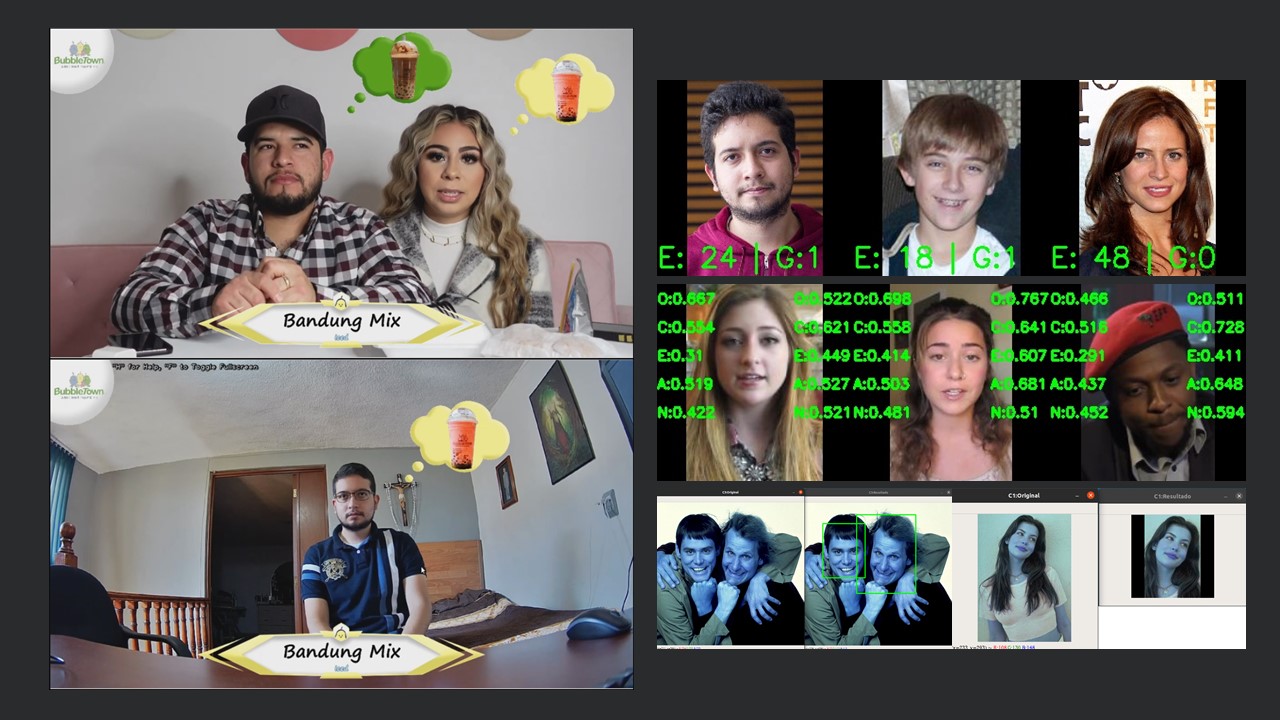 BubbleTown
Bandung Mix
Iced
"H" for Help, "F" to Toggle Fullscreen
BubbleTown
Bandung Mix
Iced
E: 24 | G:1
E: 18 | G:1
E: 48 | G:0
O:0.667
C:0.554
E:0.31
A:0.519
N:0.422
O:0.522
C:0.621
E:0.449
A:0.527
N:0.521
O:0.698
C:0.558
E:0.414
A:0.503
N:0.481
O:0.767
C:0.641
E:0.607
A:0.681
N:0.51
O:0.466
C:0.516
E:0.291
A:0.437
N:0.452
O:0.511
C:0.728
E:0.411
A:0.648
N:0.594
C1:Original
C1:Resultado